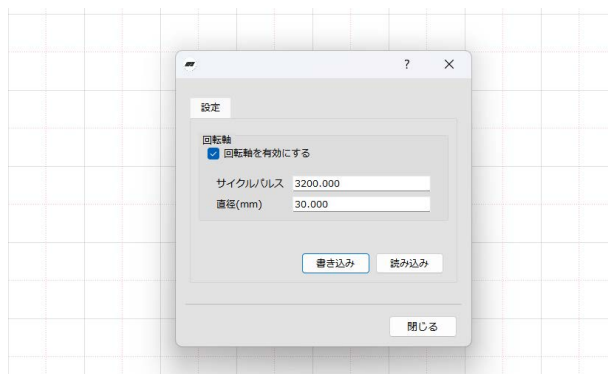 ?
設定
回転軸
回転軸を有効にする
サイクルパルス 3200.000
直径(mm) 30.000
書き込み 読み込み
閉じる